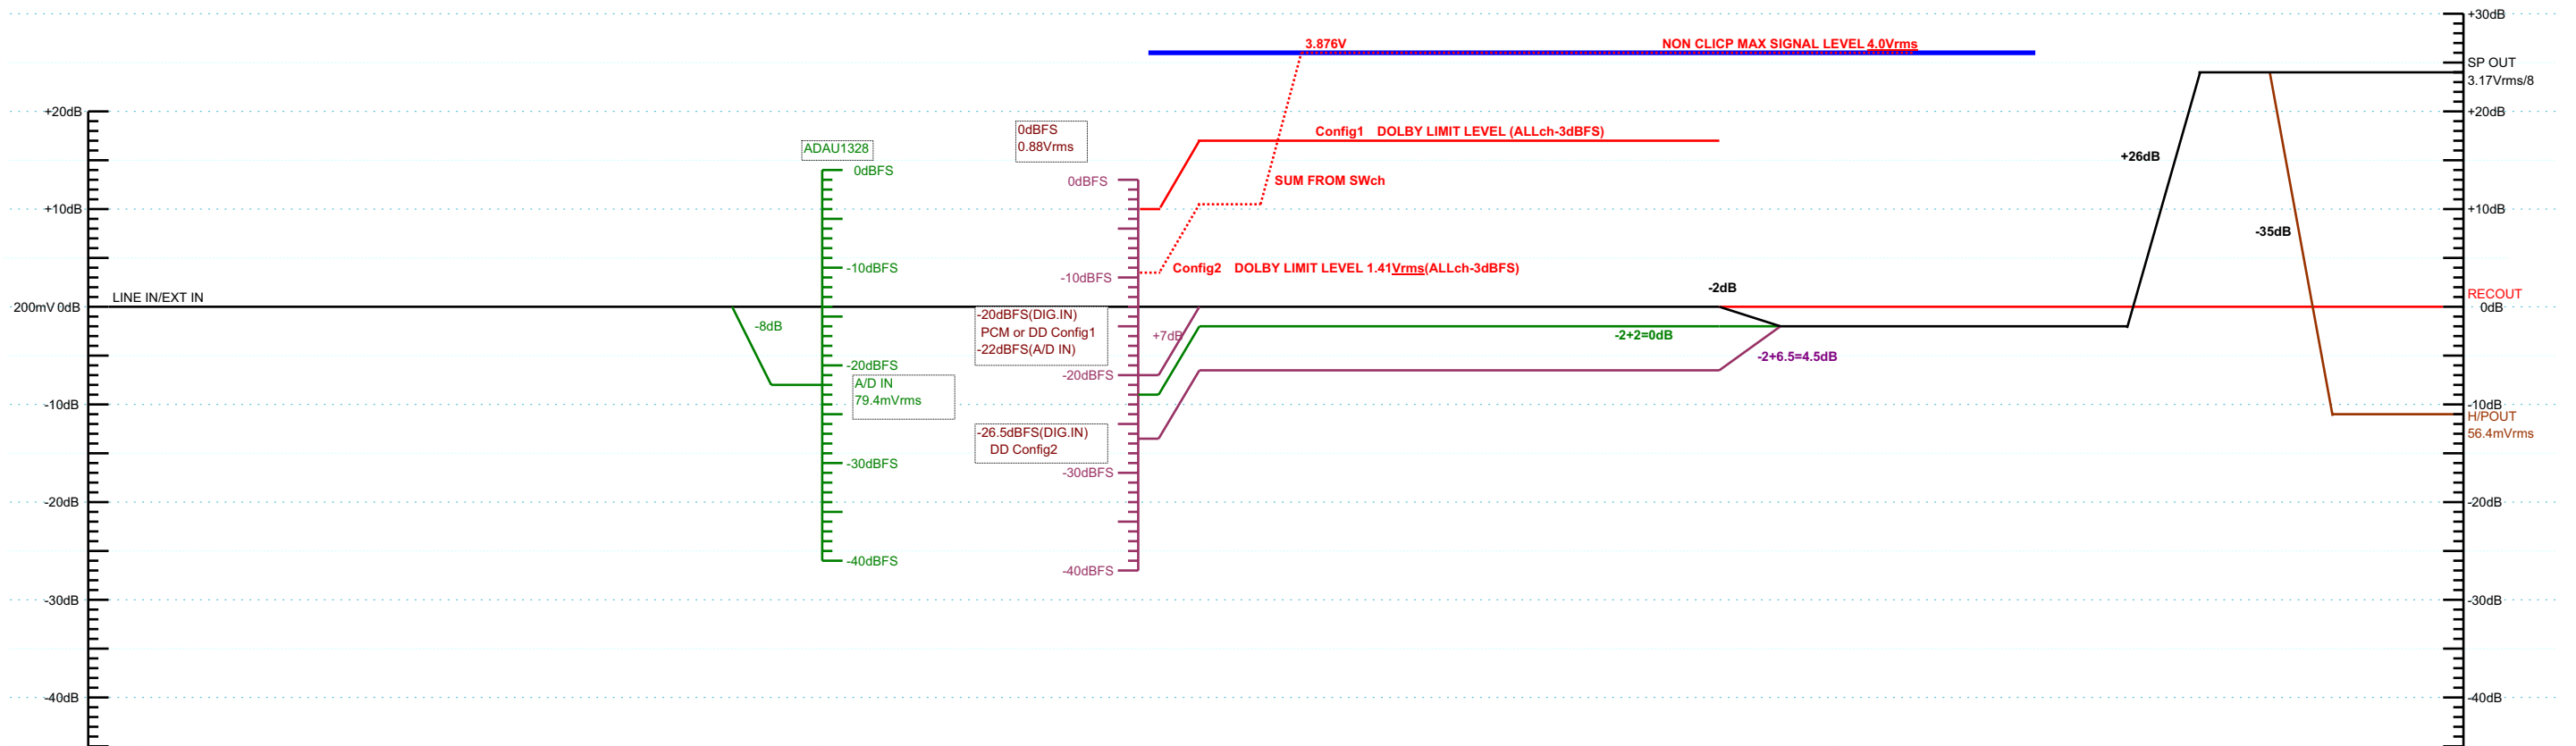 +30dB
3.876V
NON CLICP MAX SIGNAL LEVEL 4.0Vrms
SP OUT
3.17Vrms/8
+20dB
+20dB
0dBFS
0.88Vrms
Config1 DOLBY LIMIT LEVEL (ALLch-3dBFS)
ADAU1328
+26dB
0dBFS
0dBFS
SUM FROM SWch
+10dB
+10dB
-35dB
-10dBFS
-10dBFS
Config2 DOLBY LIMIT LEVEL 1.41Vrms(ALLch-3dBFS)
-2dB
LINE IN/EXT IN
200mV 0dB
RECOUT
0dB
-8dB
-20dBFS(DIG.IN)
PCM or DD Config1
-22dBFS(A/D IN)
+7dB
-2+2=0dB
-2+6.5=4.5dB
-20dBFS
-20dBFS
A/D IN
79.4mVrms
-10dB
-10dB
H/POUT
56.4mVrms
-26.5dBFS(DIG.IN)
DD Config2
-30dBFS
-30dBFS
-20dB
-20dB
-40dBFS
-40dBFS
-30dB
-30dB
-40dB
-40dB